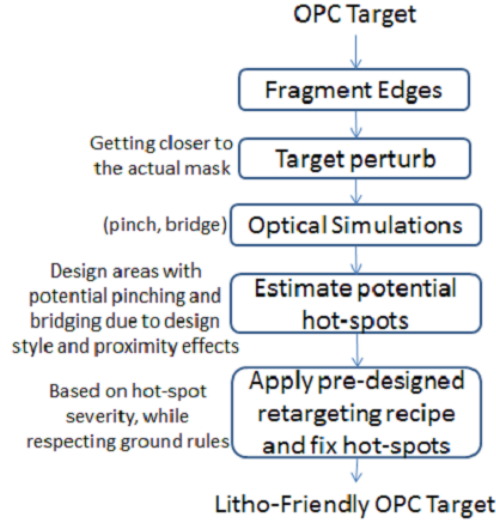 OPC Target
Fragment Edges
Getting closer to
the actual mask
Target perturb
(pinch, bridge)
Optical Simulations
Design areas with
potential pinching and
bridging due to design
style and proximity effects
Estimate potential
hot-spots
Based on hot-spot
severity, while
respecting ground rules
Apply pre-designed
retargeting recipe
and fix hot-spots
Litho-Friendly OPC Target